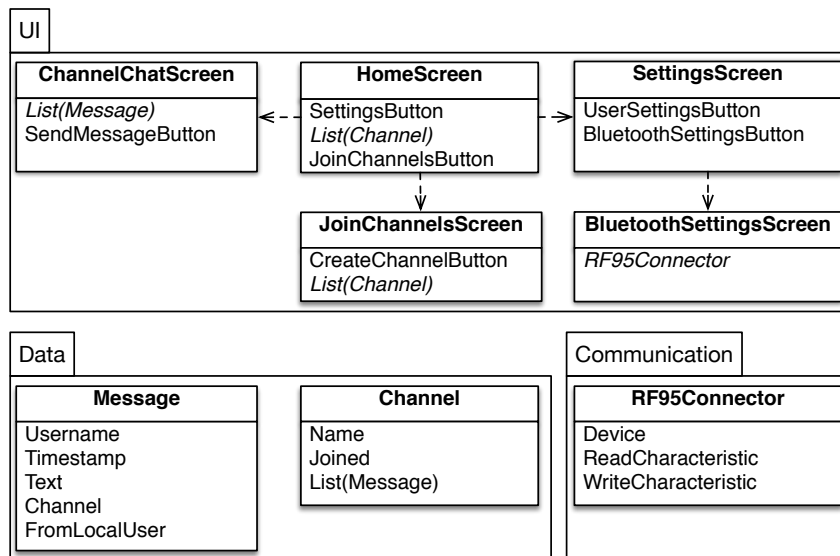 UI
ChannelChatScreen
List(Message)
SendMessageButton
HomeScreen
SettingsButton
List(Channel)
JoinChannelsButton
SettingsScreen
UserSettingsButton
BluetoothSettingsButton
JoinChannelsScreen
CreateChannelButton
List(Channel)
BluetoothSettingsScreen
RF95Connector
Data
Message
Username
Timestamp
Text
Channel
FromLocalUser
Channel
Name
Joined
List(Message)
Communication
RF95Connector
Device
ReadCharacteristic
WriteCharacteristic